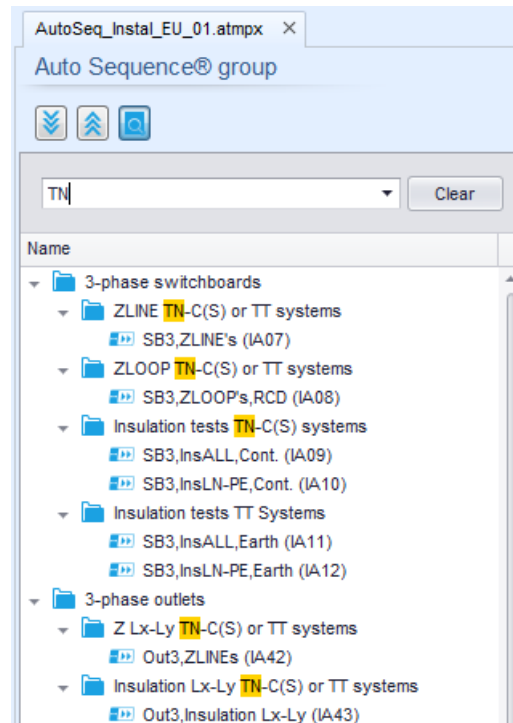 AutoSeq_Instal_EU_01.atmpx ×
Auto Sequence® group
TN
Clear
Name
3-phase switchboards
ZLINE TN-C(S) or TT systems
SB3,ZLINE's (IA07)
ZLOOP TN-C(S) or TT systems
SB3,ZLOOP's,RCD (IA08)
Insulation tests TN-C(S) systems
SB3,InsALL,Cont. (IA09)
SB3,InsLN-PE,Cont. (IA10)
Insulation tests TT Systems
SB3,InsALL,Earth (IA11)
SB3,InsLN-PE,Earth (IA12)
3-phase outlets
Z Lx-Ly TN-C(S) or TT systems
Out3,ZLINEs (IA42)
Insulation Lx-Ly TN-C(S) or TT systems
Out3,Insulation Lx-Ly (IA43)